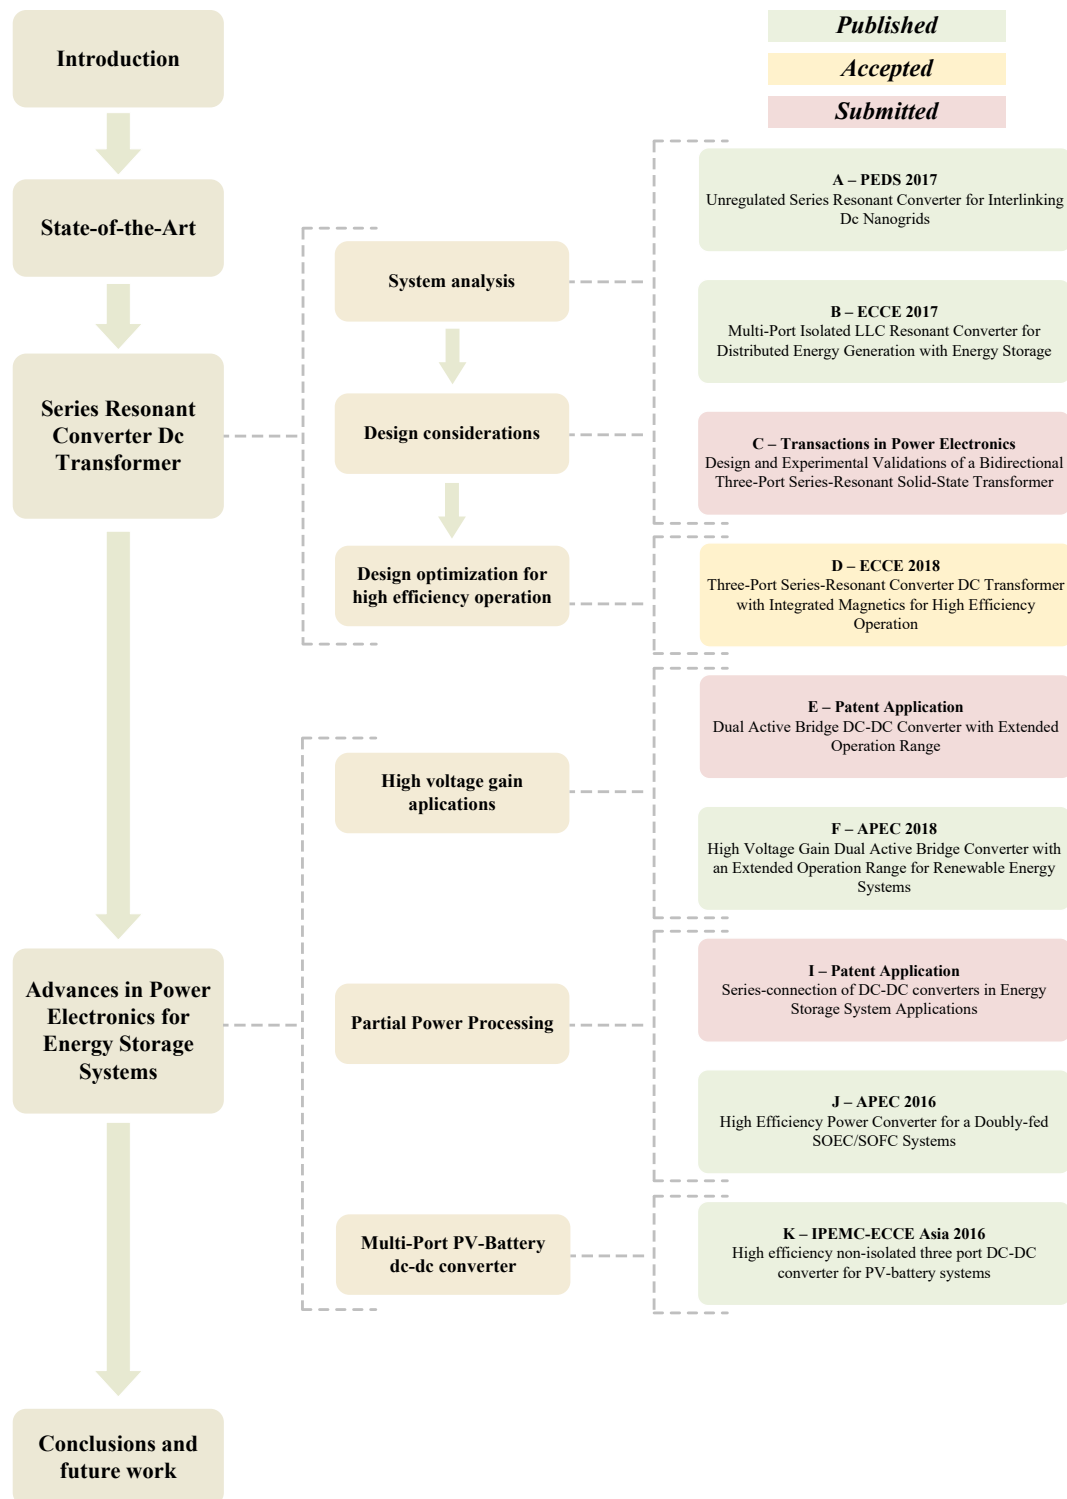 Introduction
State-of-the-Art
Series Resonant
Converter Dc
Transformer
Advances in Power
Electronics for
Energy Storage
Systems
Conclusions and
future work
System analysis
Design considerations
Design optimization for
high efficiency operation
High voltage gain
aplications
Partial Power Processing
Multi-Port PV-Battery
dc-dc converter
Published
Accepted
Submitted
A – PEDS 2017
Unregulated Series Resonant Converter for Interlinking
Dc Nanogrids
B – ECCE 2017
Multi-Port Isolated LLC Resonant Converter for
Distributed Energy Generation with Energy Storage
C – Transactions in Power Electronics
Design and Experimental Validations of a Bidirectional
Three-Port Series-Resonant Solid-State Transformer
D – ECCE 2018
Three-Port Series-Resonant Converter DC Transformer
with Integrated Magnetics for High Efficiency
Operation
E – Patent Application
Dual Active Bridge DC-DC Converter with Extended
Operation Range
F – APEC 2018
High Voltage Gain Dual Active Bridge Converter with
an Extended Operation Range for Renewable Energy
Systems
I – Patent Application
Series-connection of DC-DC converters in Energy
Storage System Applications
J – APEC 2016
High Efficiency Power Converter for a Doubly-fed
SOEC/SOFC Systems
K – IPEMC-ECCE Asia 2016
High efficiency non-isolated three port DC-DC
converter for PV-battery systems